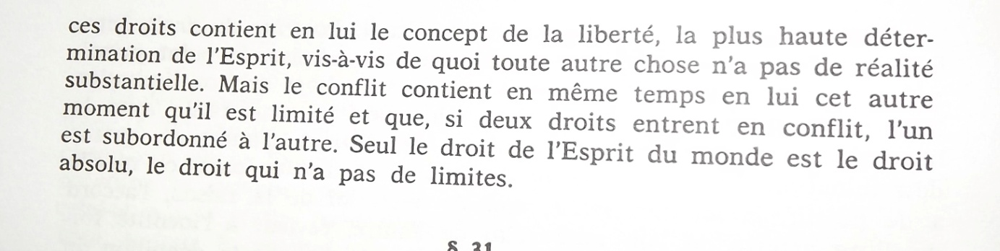 ces droits contient en lui le concept de la liberté, la plus haute déter-
mination de l'Esprit, vis-à-vis de quoi toute autre chose n'a pas de réalité
substantielle. Mais le conflit contient en même temps en lui cet autre
moment qu'il est limité et que, si deux droits entrent en conflit, l'un
est subordonné à l'autre. Seul le droit de l'Esprit du monde est le droit
absolu, le droit qui n'a pas de limites.
§ 31